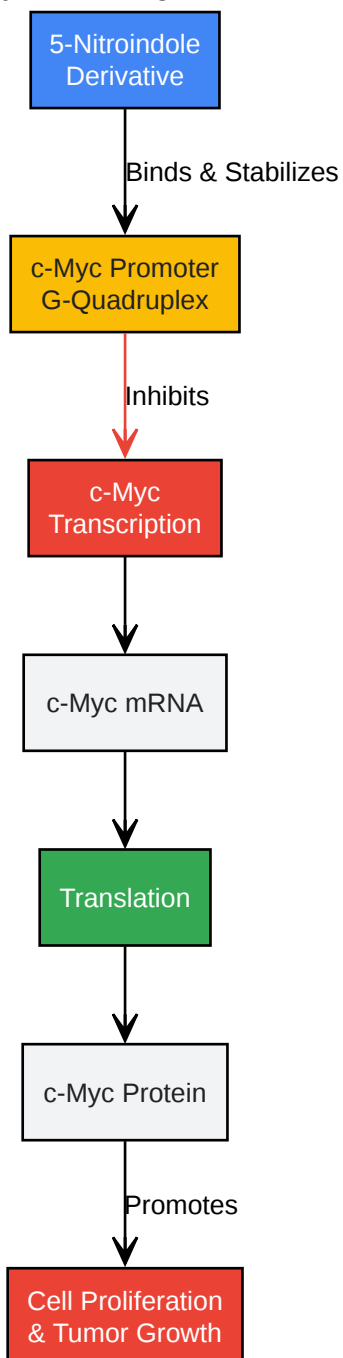 5-Nitroindole
Derivative
Binds & Stabilizes
c-Myc Promoter
G-Quadruplex
Inhibits
c-Myc
Transcription
c-Myc mRNA
Translation
c-Myc Protein
Promotes
Cell Proliferation
& Tumor Growth